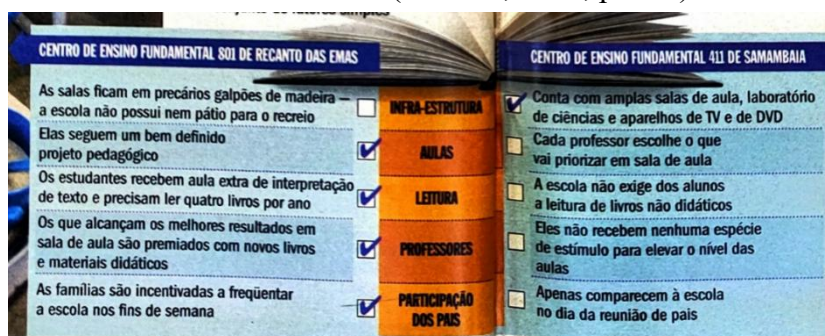 CENTRO DE ENSINO FUNDAMENTAL 801 DE RECANTO DAS EMAS
As salas ficam em precários galpões de madeira —
a escola não possui nem pátio para o recreio
Elas seguem um bem definido
projeto pedagógico
Os estudantes recebem aula extra de interpretação
de texto e precisam ler quatro livros por ano
Os que alcançam os melhores resultados em
sala de aula são premiados com novos livros
e materiais didáticos
As famílias são incentivadas a freqüentar
a escola nos fins de semana
INFRA-ESTRUTURA
AULAS
LEITURA
PROFESSORES
PARTICIPAÇÃO
DOS PAIS
CENTRO DE ENSINO FUNDAMENTAL 411 DE SAMAMBAIA
Conta com amplas salas de aula, laboratório
de ciências e aparelhos de TV e de DVD
Cada professor escolhe o que
vai priorizar em sala de aula
A escola não exige dos alunos
a leitura de livros não didáticos
Eles não recebem nenhuma espécie
de estímulo para elevar o nível das
aulas
Apenas comparecem à escola
no dia da reunião de pais